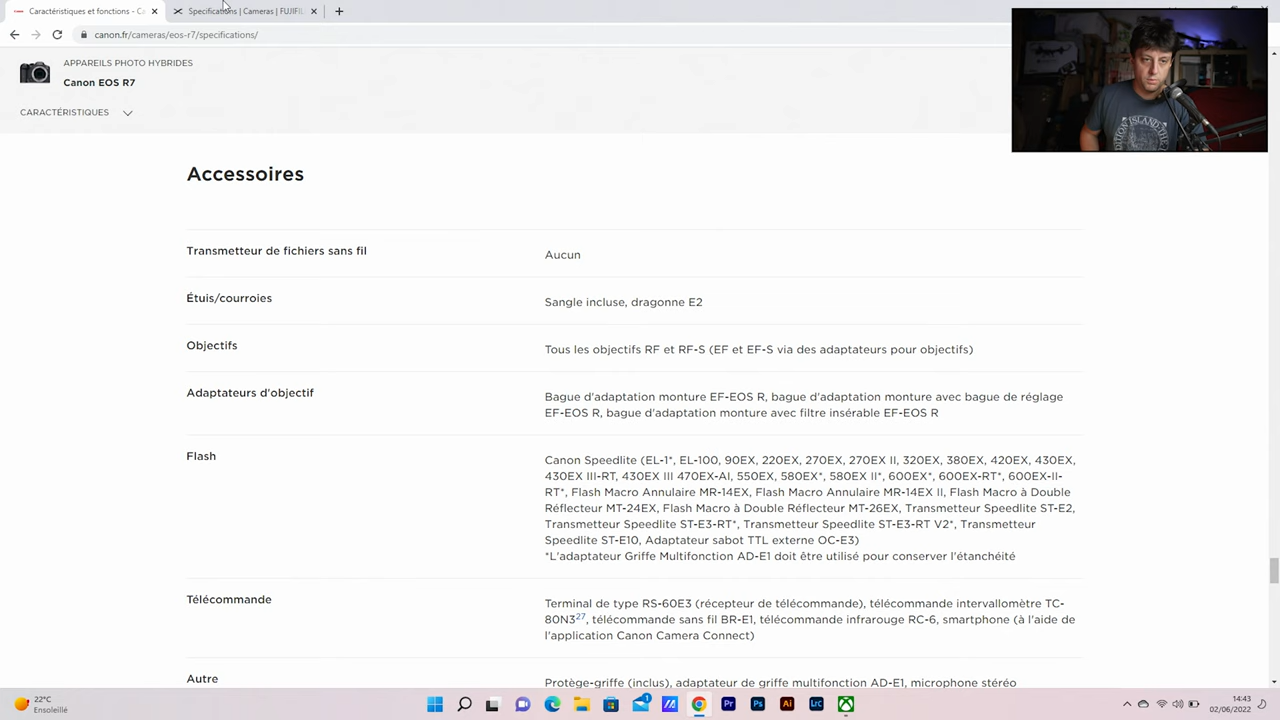 Caractéristiques et fonctions - Ca
Specifications | Cameras | FUJIFIL
canon.fr/cameras/eos-r7/specifications/
APPAREILS PHOTO HYBRIDES
Canon EOS R7
CARACTÉRISTIQUES
Accessoires
Transmetteur de fichiers sans fil
Aucun
Étuis/courroies
Sangle incluse, dragonne E2
Objectifs
Tous les objectifs RF et RF-S (EF et EF-S via des adaptateurs pour objectifs)
Adaptateurs d'objectif
Bague d'adaptation monture EF-EOS R, bague d'adaptation monture avec bague de réglage
EF-EOS R, bague d'adaptation monture avec filtre insérable EF-EOS R
Flash
Canon Speedlite (EL-1*, EL-100, 90EX, 220EX, 270EX, 270EX II, 320EX, 380EX, 420EX, 430EX,
430EX III-RT, 430EX III 470EX-AI, 550EX, 580EX*, 580EX II*, 600EX*, 600EX-RT*, 600EX-II-
RT*, Flash Macro Annulaire MR-14EX, Flash Macro Annulaire MR-14EX II, Flash Macro à Double
Réflecteur MT-24EX, Flash Macro à Double Réflecteur MT-26EX, Transmetteur Speedlite ST-E2,
Transmetteur Speedlite ST-E3-RT*, Transmetteur Speedlite ST-E3-RT V2*, Transmetteur
Speedlite ST-E10, Adaptateur sabot TTL externe OC-E3)
*L'adaptateur Griffe Multifonction AD-E1 doit être utilisé pour conserver l'étanchéité
Télécommande
Terminal de type RS-60E3 (récepteur de télécommande), télécommande intervallomètre TC-
80N327, télécommande sans fil BR-E1, télécommande infrarouge RC-6, smartphone (à l'aide de
l'application Canon Camera Connect)
Autre
Protège-griffe (inclus), adaptateur de griffe multifonction AD-E1, microphone stéréo
22°C
Ensoleillé
Pr
Ps
Ai
Lrc
14:43
02/06/2022